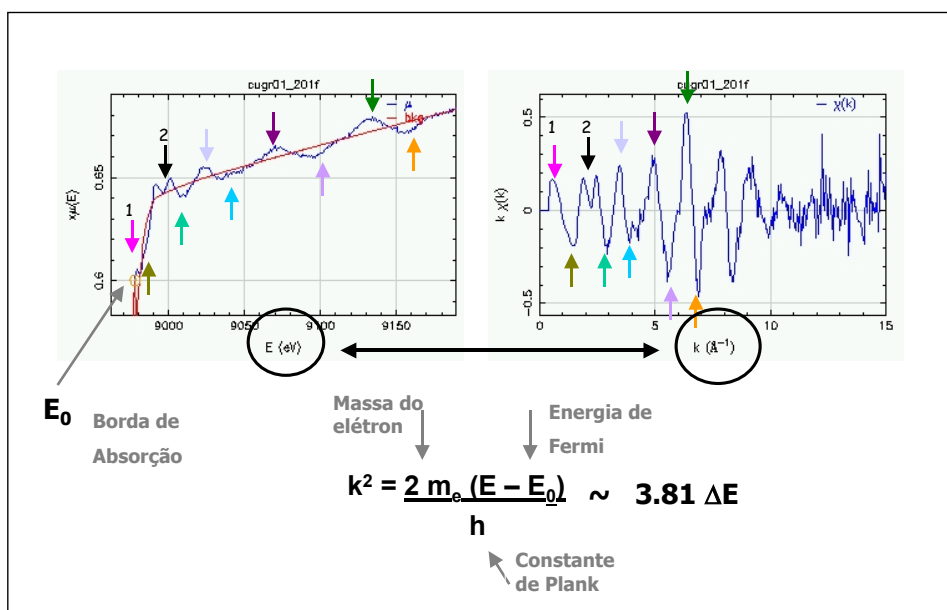 cugr01_201f
cugr01_201f
μ
bkg
χ(k)
1
2
1
2
xμ(E)
0.65
0.6
k χ(k)
0.5
0
-0.5
9000
9050
9100
9150
0
5
10
15
E (eV)
k (Å⁻¹)
E₀
Borda de
Absorção
Massa do
elétron
Energia de
Fermi
k² = 2 mₑ (E – E₀) ~ 3.81 ΔE
h
Constante
de Plank